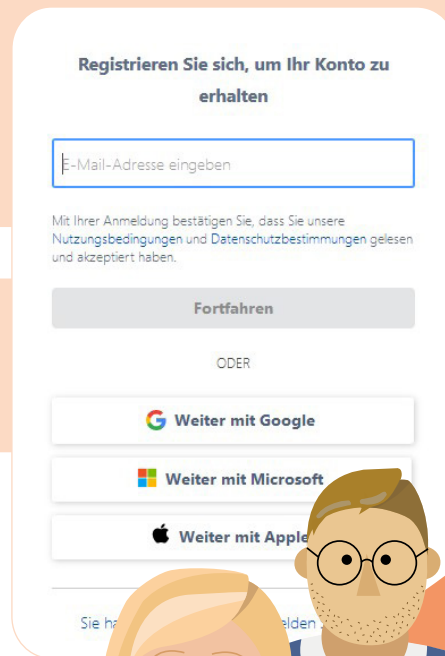 Registrieren Sie sich, um Ihr Konto zu
erhalten
E-Mail-Adresse eingeben
Mit Ihrer Anmeldung bestätigen Sie, dass Sie unsere
Nutzungsbedingungen und Datenschutzbestimmungen gelesen
und akzeptiert haben.
Fortfahren
ODER
Weiter mit Google
Weiter mit Microsoft
Weiter mit Apple
Sie